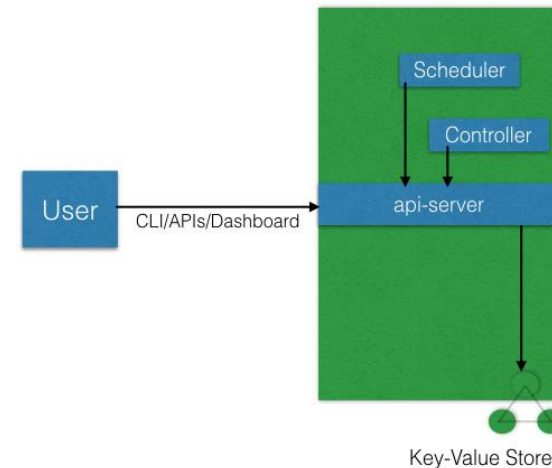 Scheduler
Controller
User
CLI/APIs/Dashboard
api-server
Key-Value Store